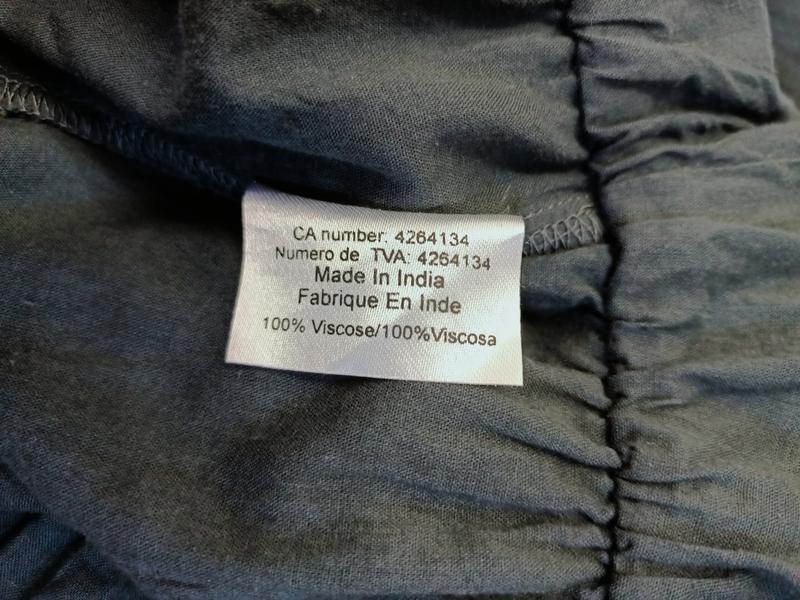 CA number: 4264134
Numero de TVA: 4264134
Made In India
Fabrique En Inde
100% Viscose/100%Viscosa